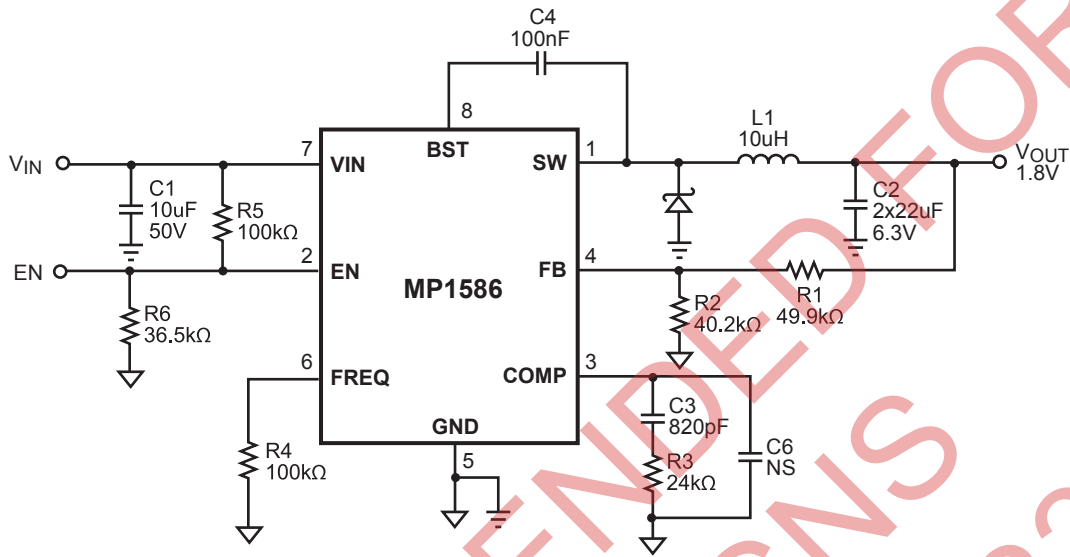 C4
100nF
8
BST
L1
10uH
VIN
7
VIN
SW
1
VOUT
1.8V
C1
10uF
50V
R5
100kΩ
C2
2x22uF
6.3V
EN
2
EN
FB
4
MP1586
R1
49.9kΩ
R2
40.2kΩ
R6
36.5kΩ
6
FREQ
COMP
3
C3
820pF
R3
24kΩ
C6
NS
GND
5
R4
100kΩ
ENDED FOR
NS